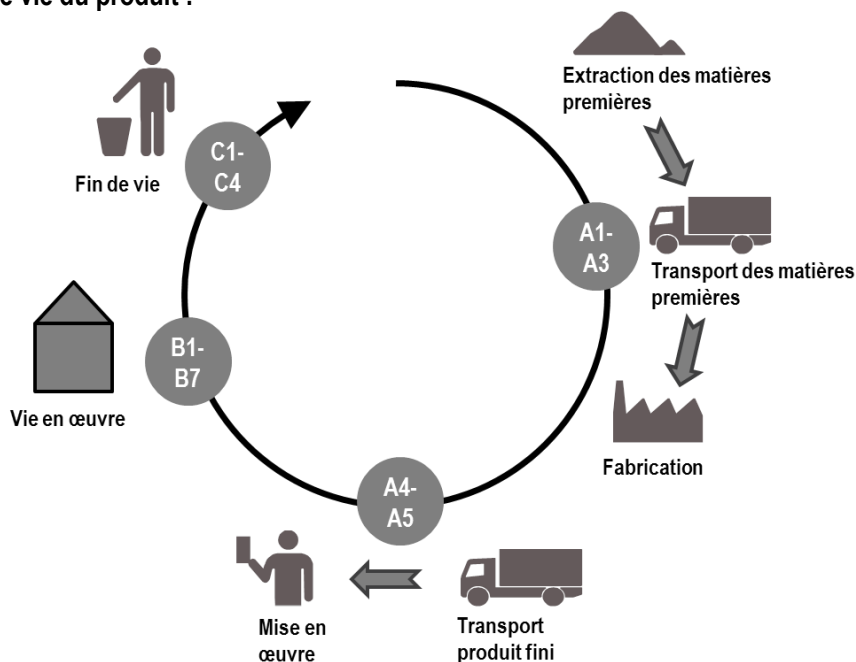 e vie du produit :
Extraction des matières
premières
A1-
A3
Transport des matières
premières
Fabrication
A4-
A5
Transport
produit fini
Mise en
œuvre
B1-
B7
Vie en œuvre
C1-
C4
Fin de vie